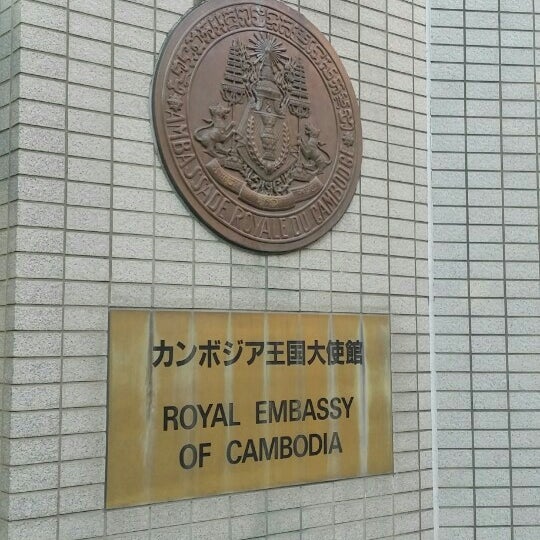 AMBASSADE ROYALE DU CAMBODGE
カンボジア王国大使館
ROYAL EMBASSY
OF CAMBODIA